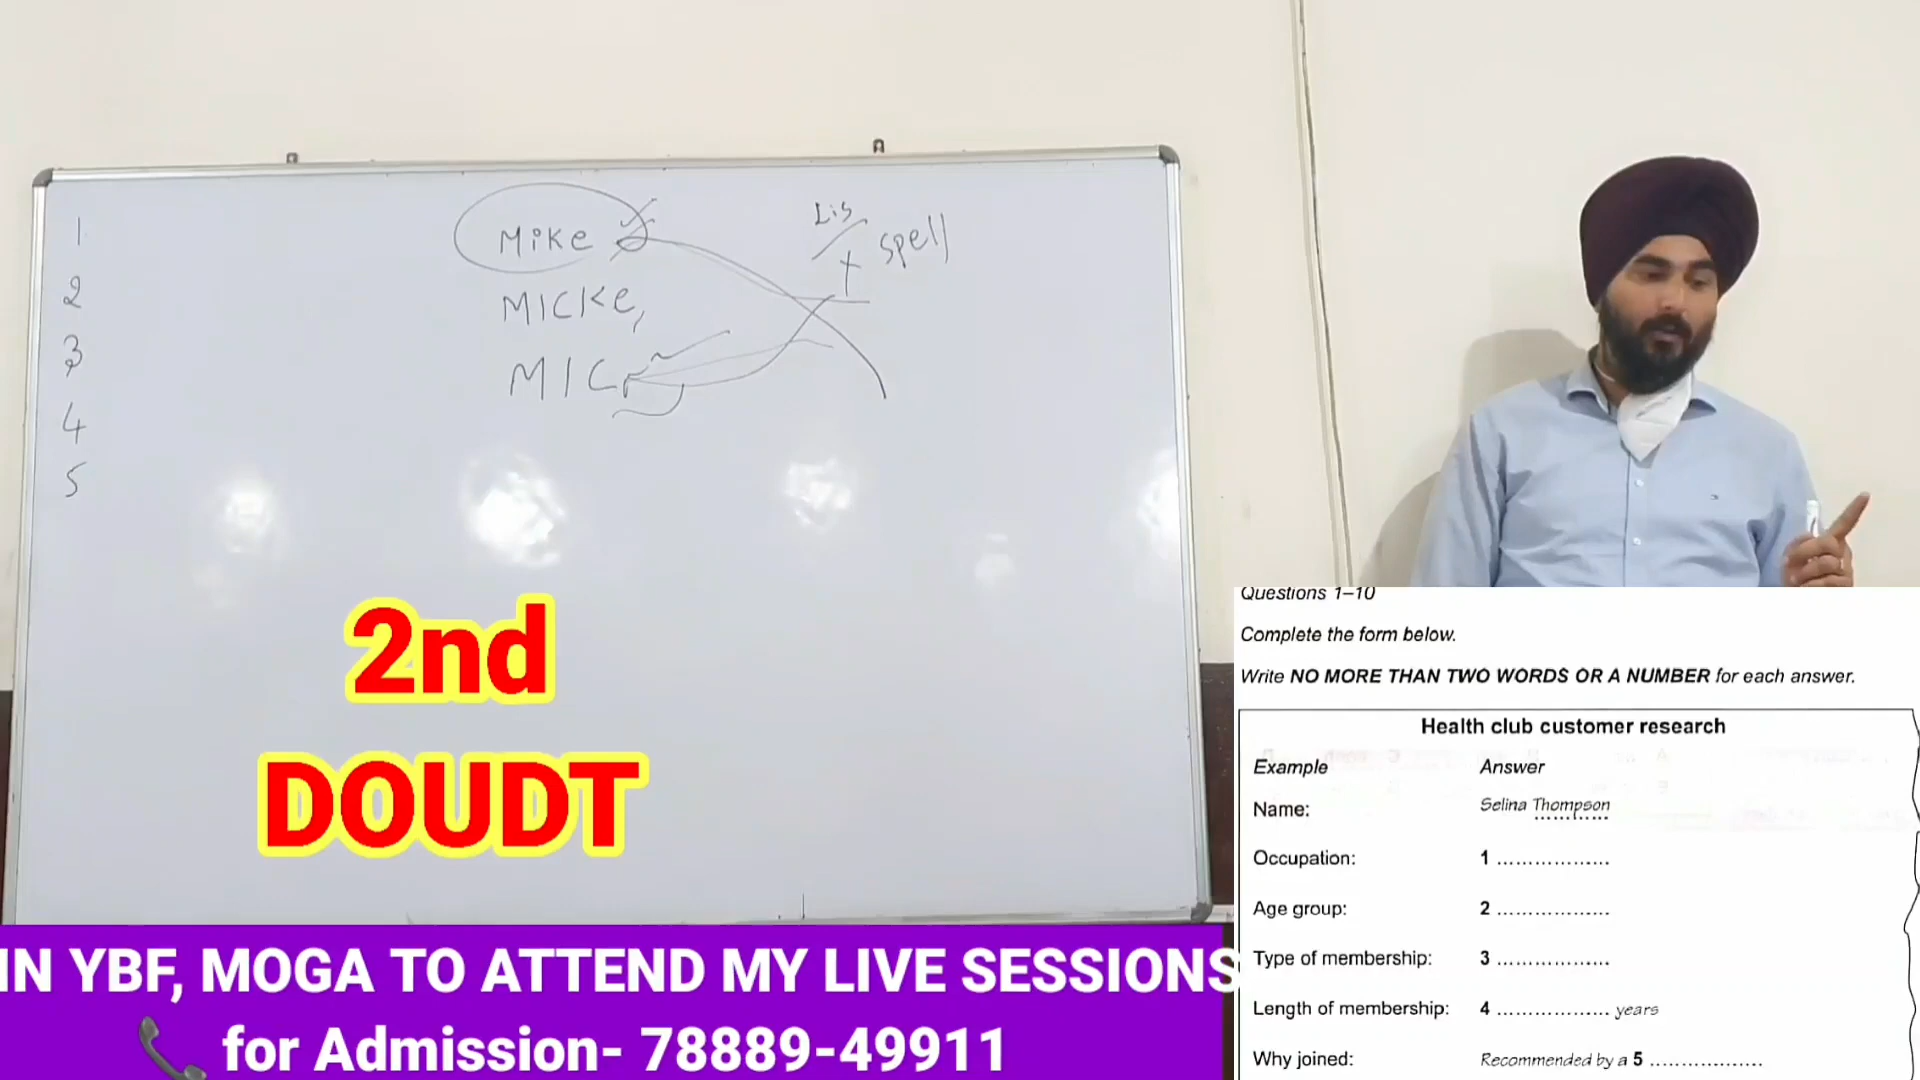 1
2
3
4
5
Mike
MICKe,
MIC
Lis
spell
2nd
DOUDT
IN YBF, MOGA TO ATTEND MY LIVE SESSIONS
for Admission- 78889-49911
Questions 1–10
Complete the form below.
Write NO MORE THAN TWO WORDS OR A NUMBER for each answer.
Health club customer research
Example Answer
Name: Selina Thompson
Occupation: 1 ..................
Age group: 2 ..................
Type of membership: 3 ..................
Length of membership: 4 .................. years
Why joined: Recommended by a 5 ..................